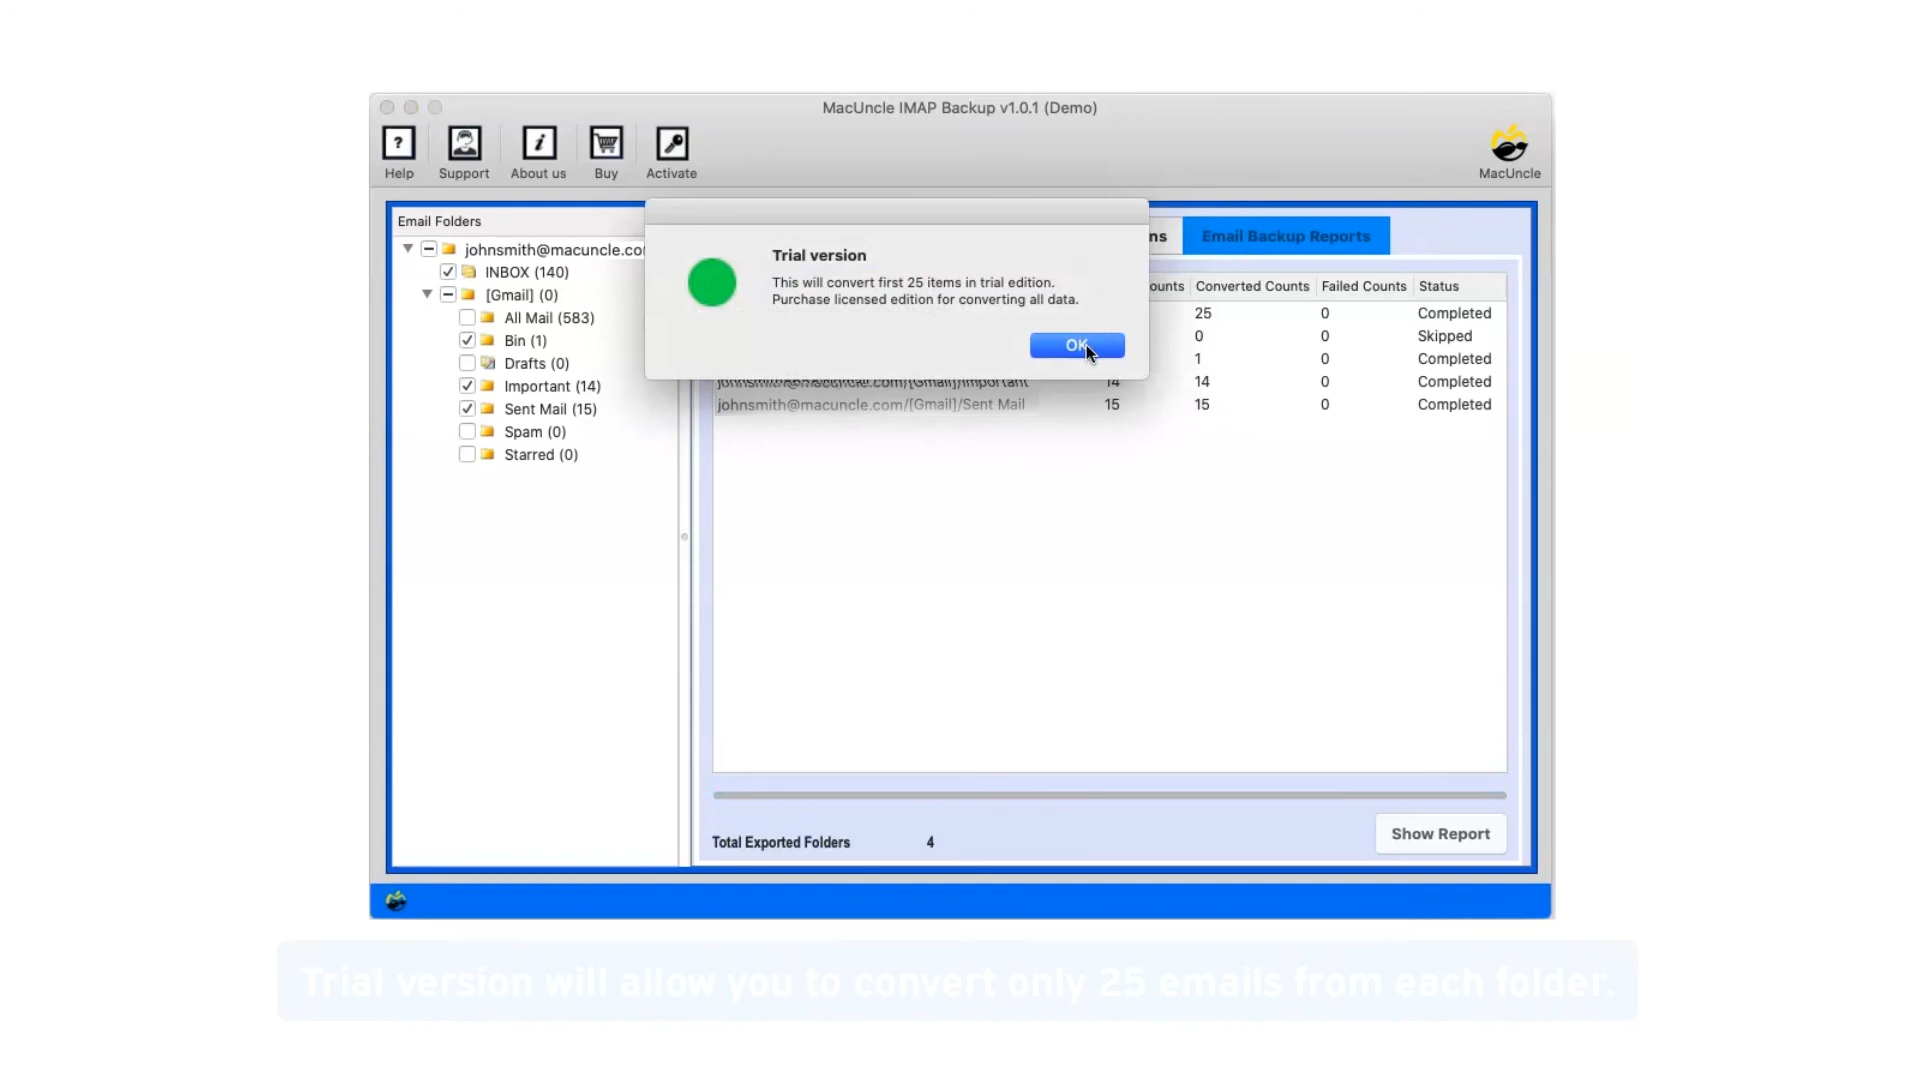 MacUncle IMAP Backup v1.0.1 (Demo)
Help Support About us Buy Activate MacUncle
Email Folders
johnsmith@macuncle.co
INBOX (140)
[Gmail] (0)
All Mail (583)
Bin (1)
Drafts (0)
Important (14)
Sent Mail (15)
Spam (0)
Starred (0)
Trial version
This will convert first 25 items in trial edition.
Purchase licensed edition for converting all data.
OK
ns Email Backup Reports
ounts Converted Counts Failed Counts Status
25 0 Completed
0 0 Skipped
1 0 Completed
johnsmith@macuncle.com/[Gmail]/Important 14 14 0 Completed
johnsmith@macuncle.com/[Gmail]/Sent Mail 15 15 0 Completed
Total Exported Folders 4
Show Report
Trial version will allow you to convert only 25 emails from each folder.